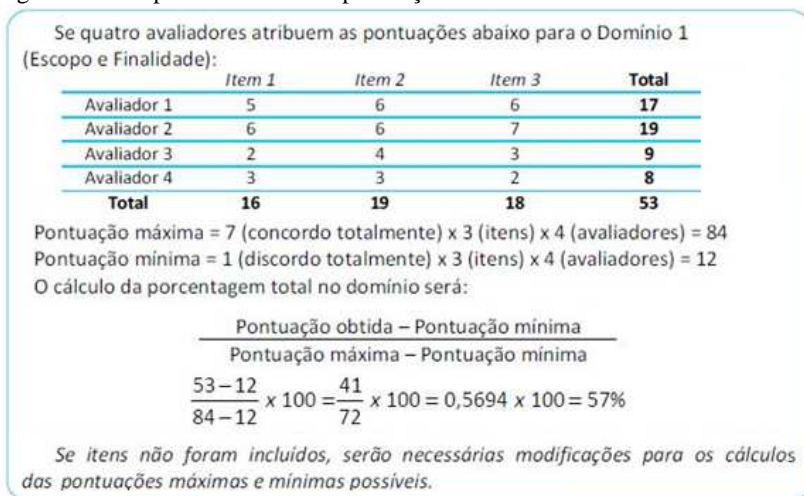 Se quatro avaliadores atribuem as pontuações abaixo para o Domínio 1
(Escopo e Finalidade):
Item 1 Item 2 Item 3 Total
Avaliador 1 5 6 6 17
Avaliador 2 6 6 7 19
Avaliador 3 2 4 3 9
Avaliador 4 3 3 2 8
Total 16 19 18 53
Pontuação máxima = 7 (concordo totalmente) x 3 (itens) x 4 (avaliadores) = 84
Pontuação mínima = 1 (discordo totalmente) x 3 (itens) x 4 (avaliadores) = 12
O cálculo da porcentagem total no domínio será:
Pontuação obtida – Pontuação mínima
Pontuação máxima – Pontuação mínima
53 – 12
84 – 12
x 100 =
41
72
x 100 = 0,5694 x 100 = 57%
Se itens não foram incluídos, serão necessárias modificações para os cálculos
das pontuações máximas e mínimas possíveis.